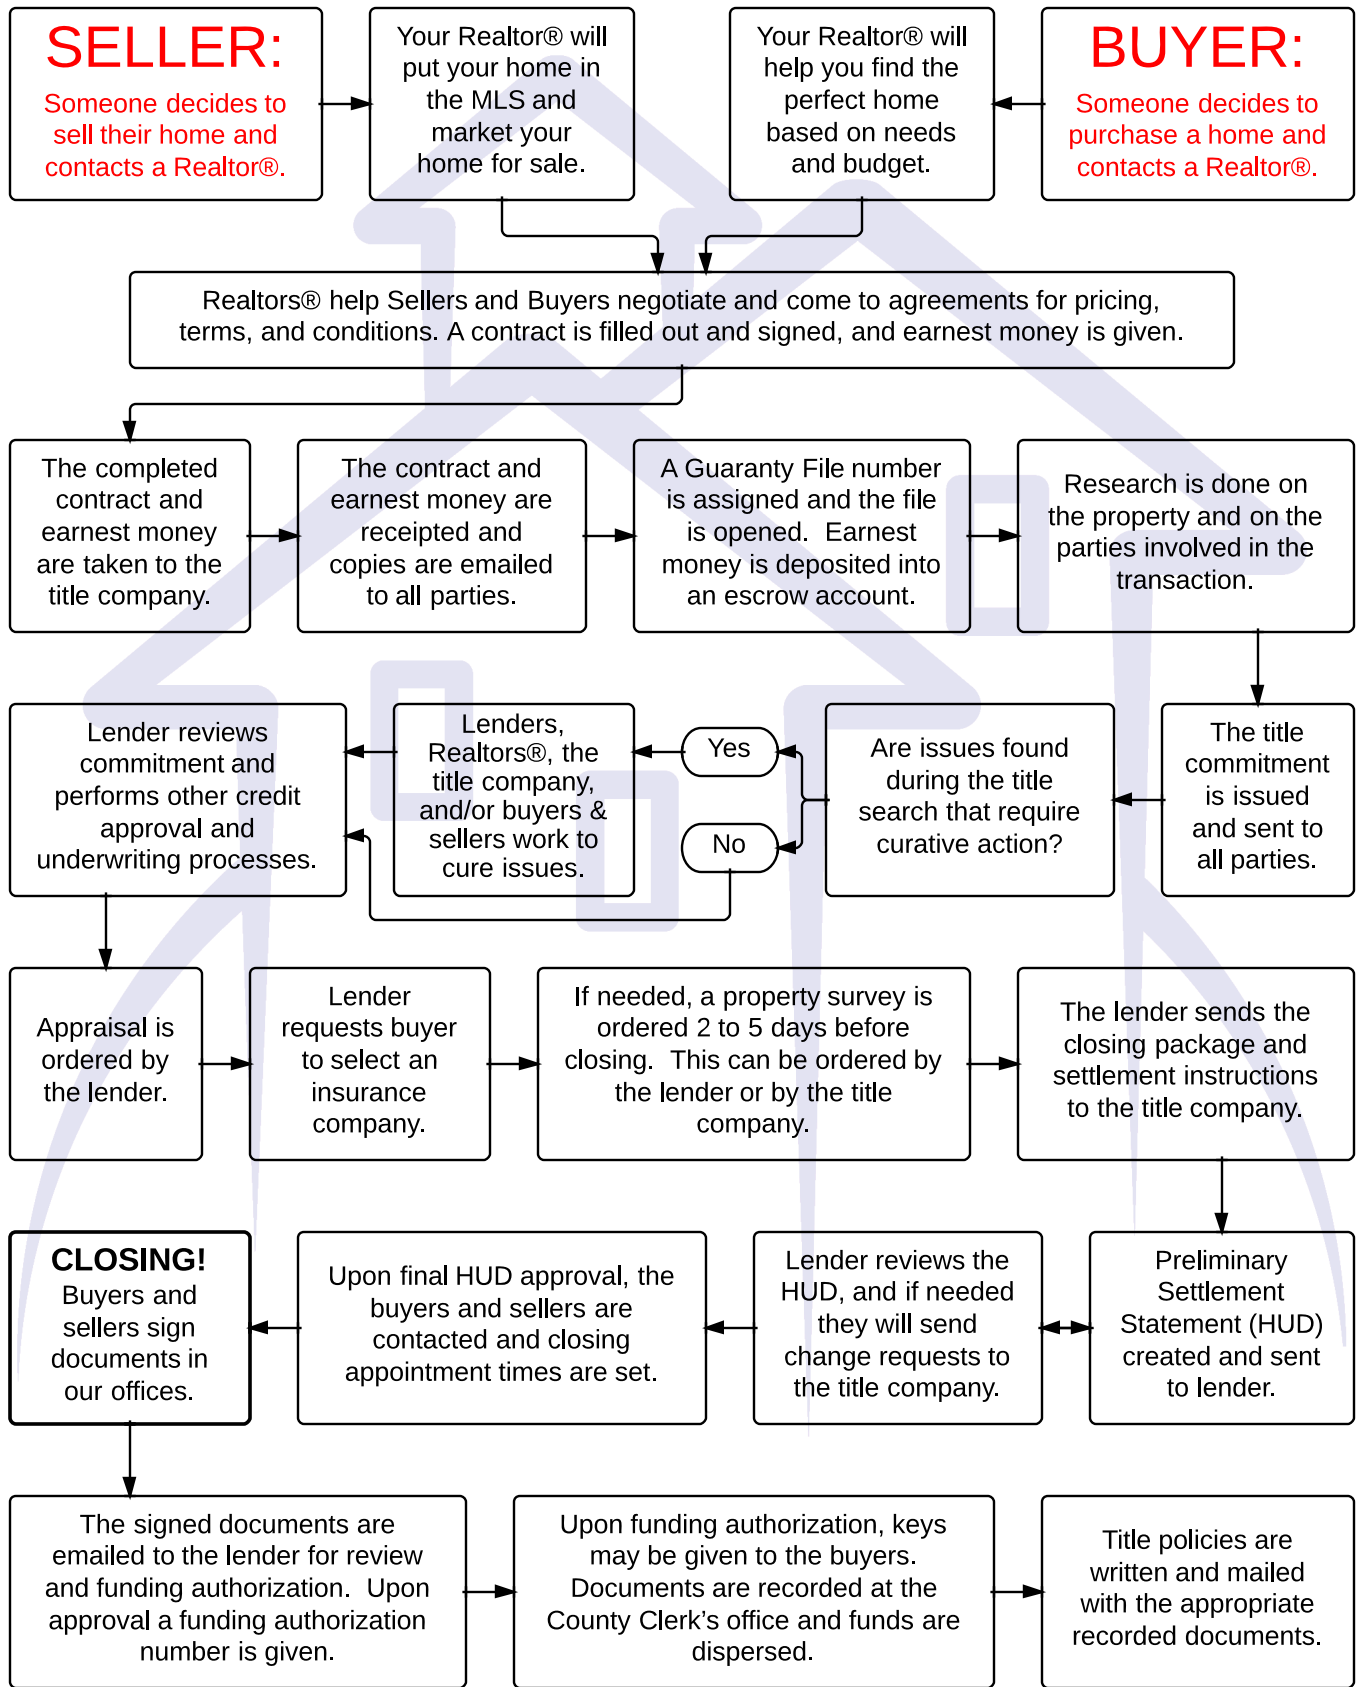 SELLER:
Someone decides to
sell their home and
contacts a Realtor®.
Your Realtor® will
put your home in
the MLS and
market your
home for sale.
Your Realtor® will
help you find the
perfect home
based on needs
and budget.
BUYER:
Someone decides to
purchase a home and
contacts a Realtor®.
Realtors® help Sellers and Buyers negotiate and come to agreements for pricing,
terms, and conditions. A contract is filled out and signed, and earnest money is given.
The completed
contract and
earnest money
are taken to the
title company.
The contract and
earnest money are
receipted and
copies are emailed
to all parties.
A Guaranty File number
is assigned and the file
is opened.  Earnest
money is deposited into
an escrow account.
Research is done on
the property and on the
parties involved in the
transaction.
The title
commitment
is issued
and sent to
all parties.
Are issues found
during the title
search that require
curative action?
Yes
No
Lenders,
Realtors®, the
title company,
and/or buyers &
sellers work to
cure issues.
Lender reviews
commitment and
performs other credit
approval and
underwriting processes.
Appraisal is
ordered by
the lender.
Lender
requests buyer
to select an
insurance
company.
If needed, a property survey is
ordered 2 to 5 days before
closing.  This can be ordered by
the lender or by the title
company.
The lender sends the
closing package and
settlement instructions
to the title company.
Preliminary
Settlement
Statement (HUD)
created and sent
to lender.
Lender reviews the
HUD, and if needed
they will send
change requests to
the title company.
Upon final HUD approval, the
buyers and sellers are
contacted and closing
appointment times are set.
CLOSING!
Buyers and
sellers sign
documents in
our offices.
The signed documents are
emailed to the lender for review
and funding authorization.  Upon
approval a funding authorization
number is given.
Upon funding authorization, keys
may be given to the buyers.
Documents are recorded at the
County Clerk's office and funds are
dispersed.
Title policies are
written and mailed
with the appropriate
recorded documents.